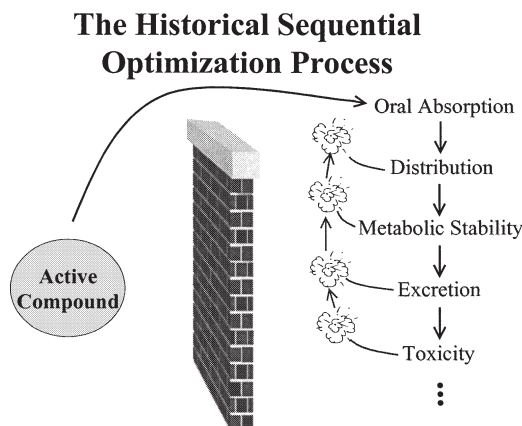 The Historical Sequential
Optimization Process
Oral Absorption
Distribution
Metabolic Stability
Active
Compound
Excretion
Toxicity